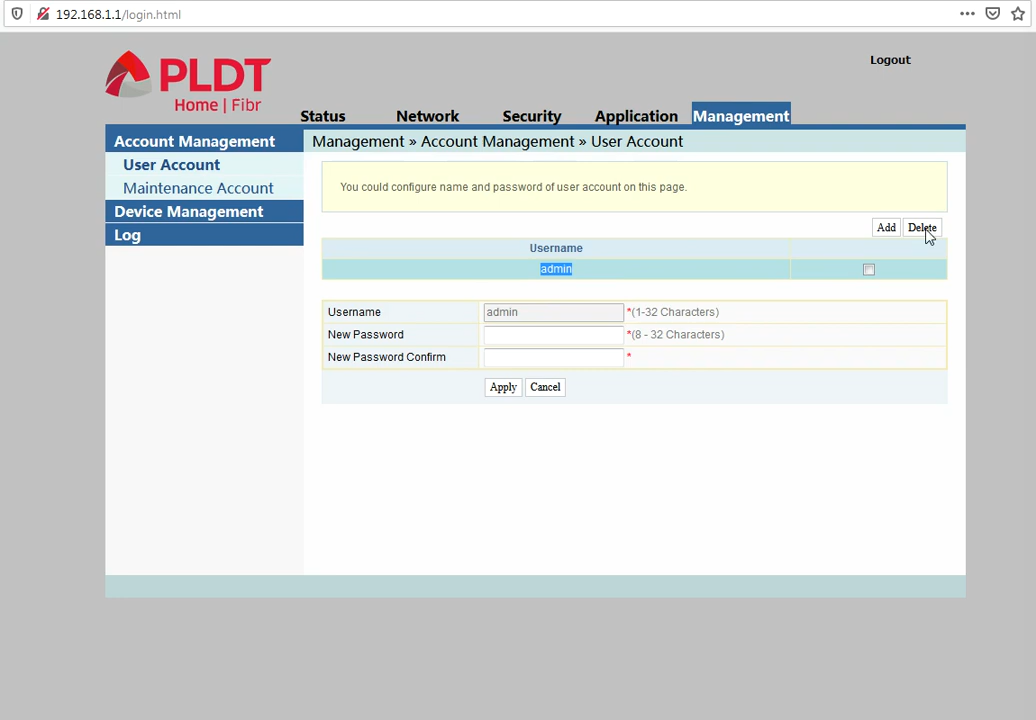 192.168.1.1/login.html
Logout
PLDT
Home | Fibr
Status Network Security Application Management
Account Management
Management » Account Management » User Account
User Account
Maintenance Account
Device Management
Log
You could configure name and password of user account on this page.
Add Delete
Username
admin
Username admin *(1-32 Characters)
New Password *(8 - 32 Characters)
New Password Confirm *
Apply Cancel